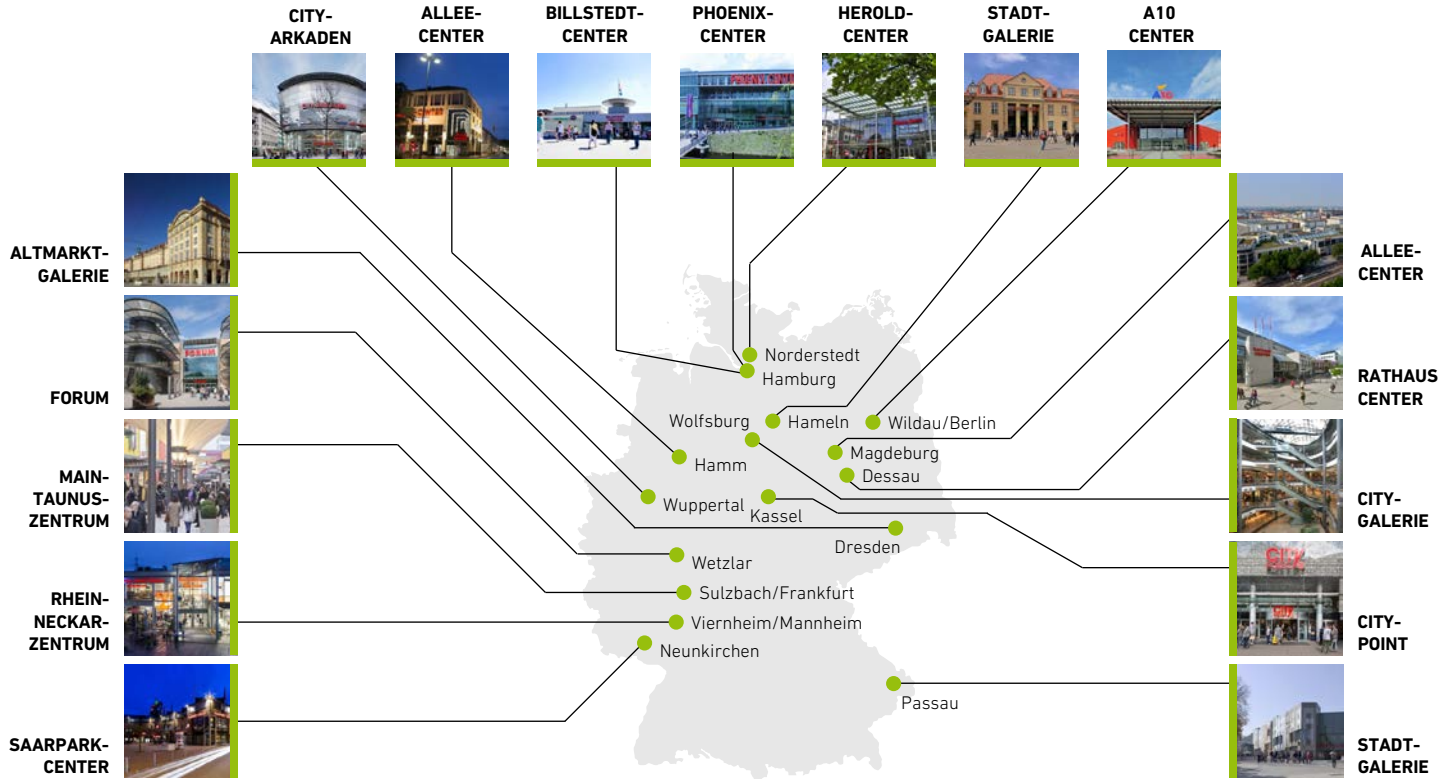 CITY-
ARKADEN
ALLEE-
CENTER
BILLSTEDT-
CENTER
PHOENIX-
CENTER
HEROLD-
CENTER
STADT-
GALERIE
A10
CENTER
ALTMARKT-
GALERIE
FORUM
FORUM
MAIN-
TAUNUS-
ZENTRUM
RHEIN-
NECKAR-
ZENTRUM
SAARPARK-
CENTER
Norderstedt
Hamburg
Wolfsburg
Hameln
Wildau/Berlin
Magdeburg
Hamm
Dessau
Wuppertal
Kassel
Dresden
Wetzlar
Sulzbach/Frankfurt
Viernheim/Mannheim
Neunkirchen
Passau
ALLEE-
CENTER
RATHAUS
CENTER
CITY-
GALERIE
CITY-
POINT
STADT-
GALERIE